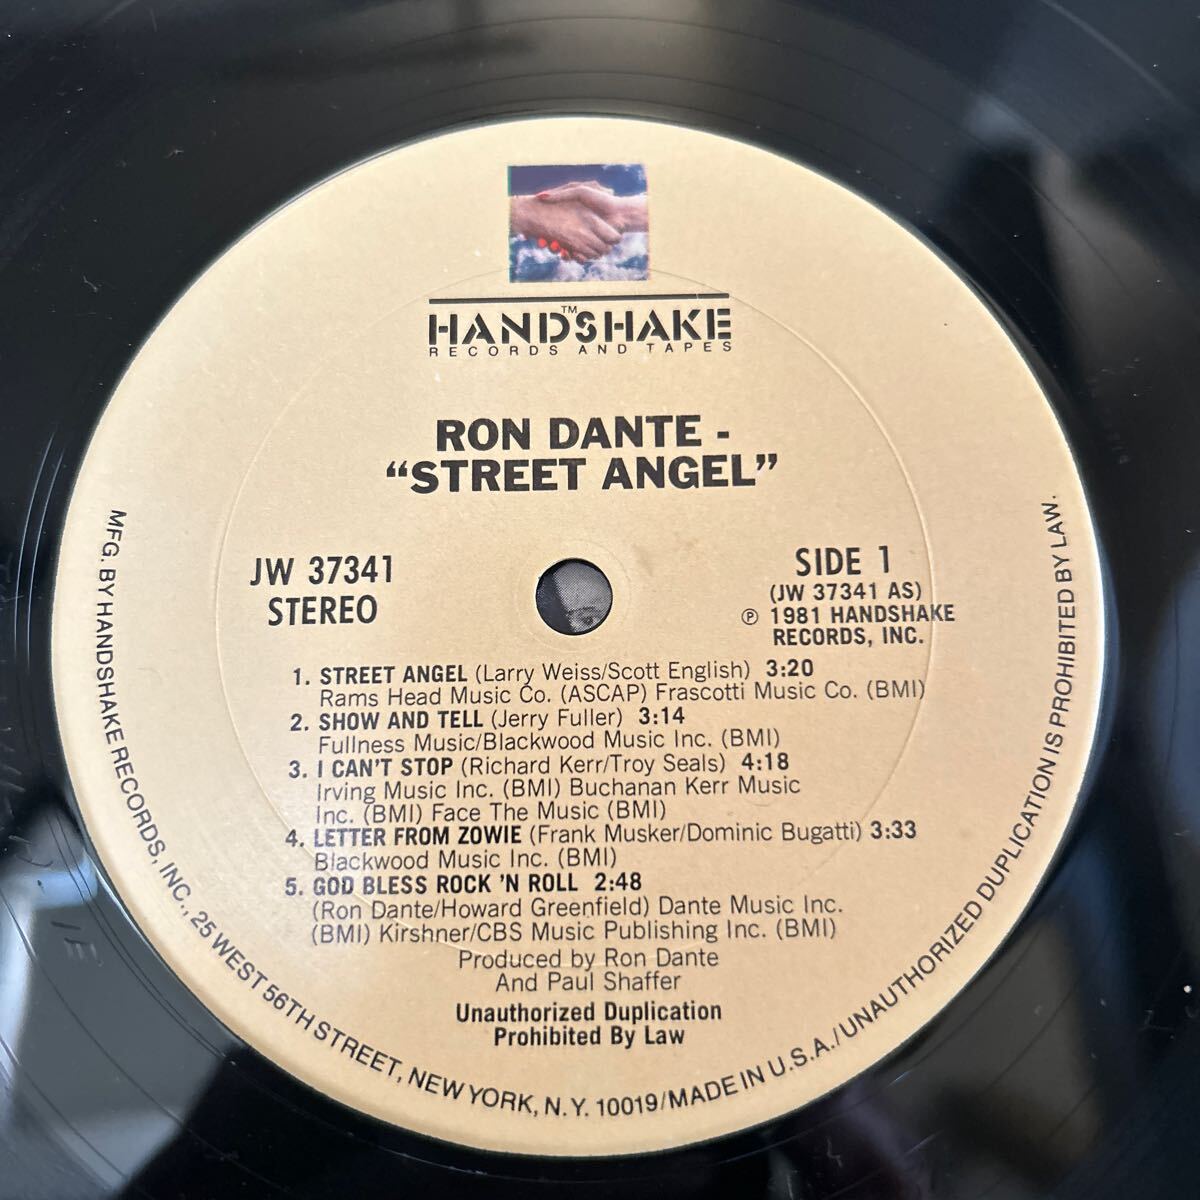 HANDSHAKE™
RECORDS AND TAPES
RON DANTE -
“STREET ANGEL”
JW 37341
STEREO
SIDE 1
(JW 37341 AS)
℗ 1981 HANDSHAKE
RECORDS, INC.
1. STREET ANGEL (Larry Weiss/Scott English) 3:20
Rams Head Music Co. (ASCAP) Frascotti Music Co. (BMI)
2. SHOW AND TELL (Jerry Fuller) 3:14
Fullness Music/Blackwood Music Inc. (BMI)
3. I CAN'T STOP (Richard Kerr/Troy Seals) 4:18
Irving Music Inc. (BMI) Buchanan Kerr Music
Inc. (BMI) Face The Music (BMI)
4. LETTER FROM ZOWIE (Frank Musker/Dominic Bugatti) 3:33
Blackwood Music Inc. (BMI)
5. GOD BLESS ROCK 'N ROLL 2:48
(Ron Dante/Howard Greenfield) Dante Music Inc.
(BMI) Kirshner/CBS Music Publishing Inc. (BMI)
Produced by Ron Dante
And Paul Shaffer
Unauthorized Duplication
Prohibited By Law
MFG. BY HANDSHAKE RECORDS, INC., 25 WEST 56TH STREET, NEW YORK, N.Y. 10019/MADE IN U.S.A./UNAUTHORIZED DUPLICATION IS PROHIBITED BY LAW.